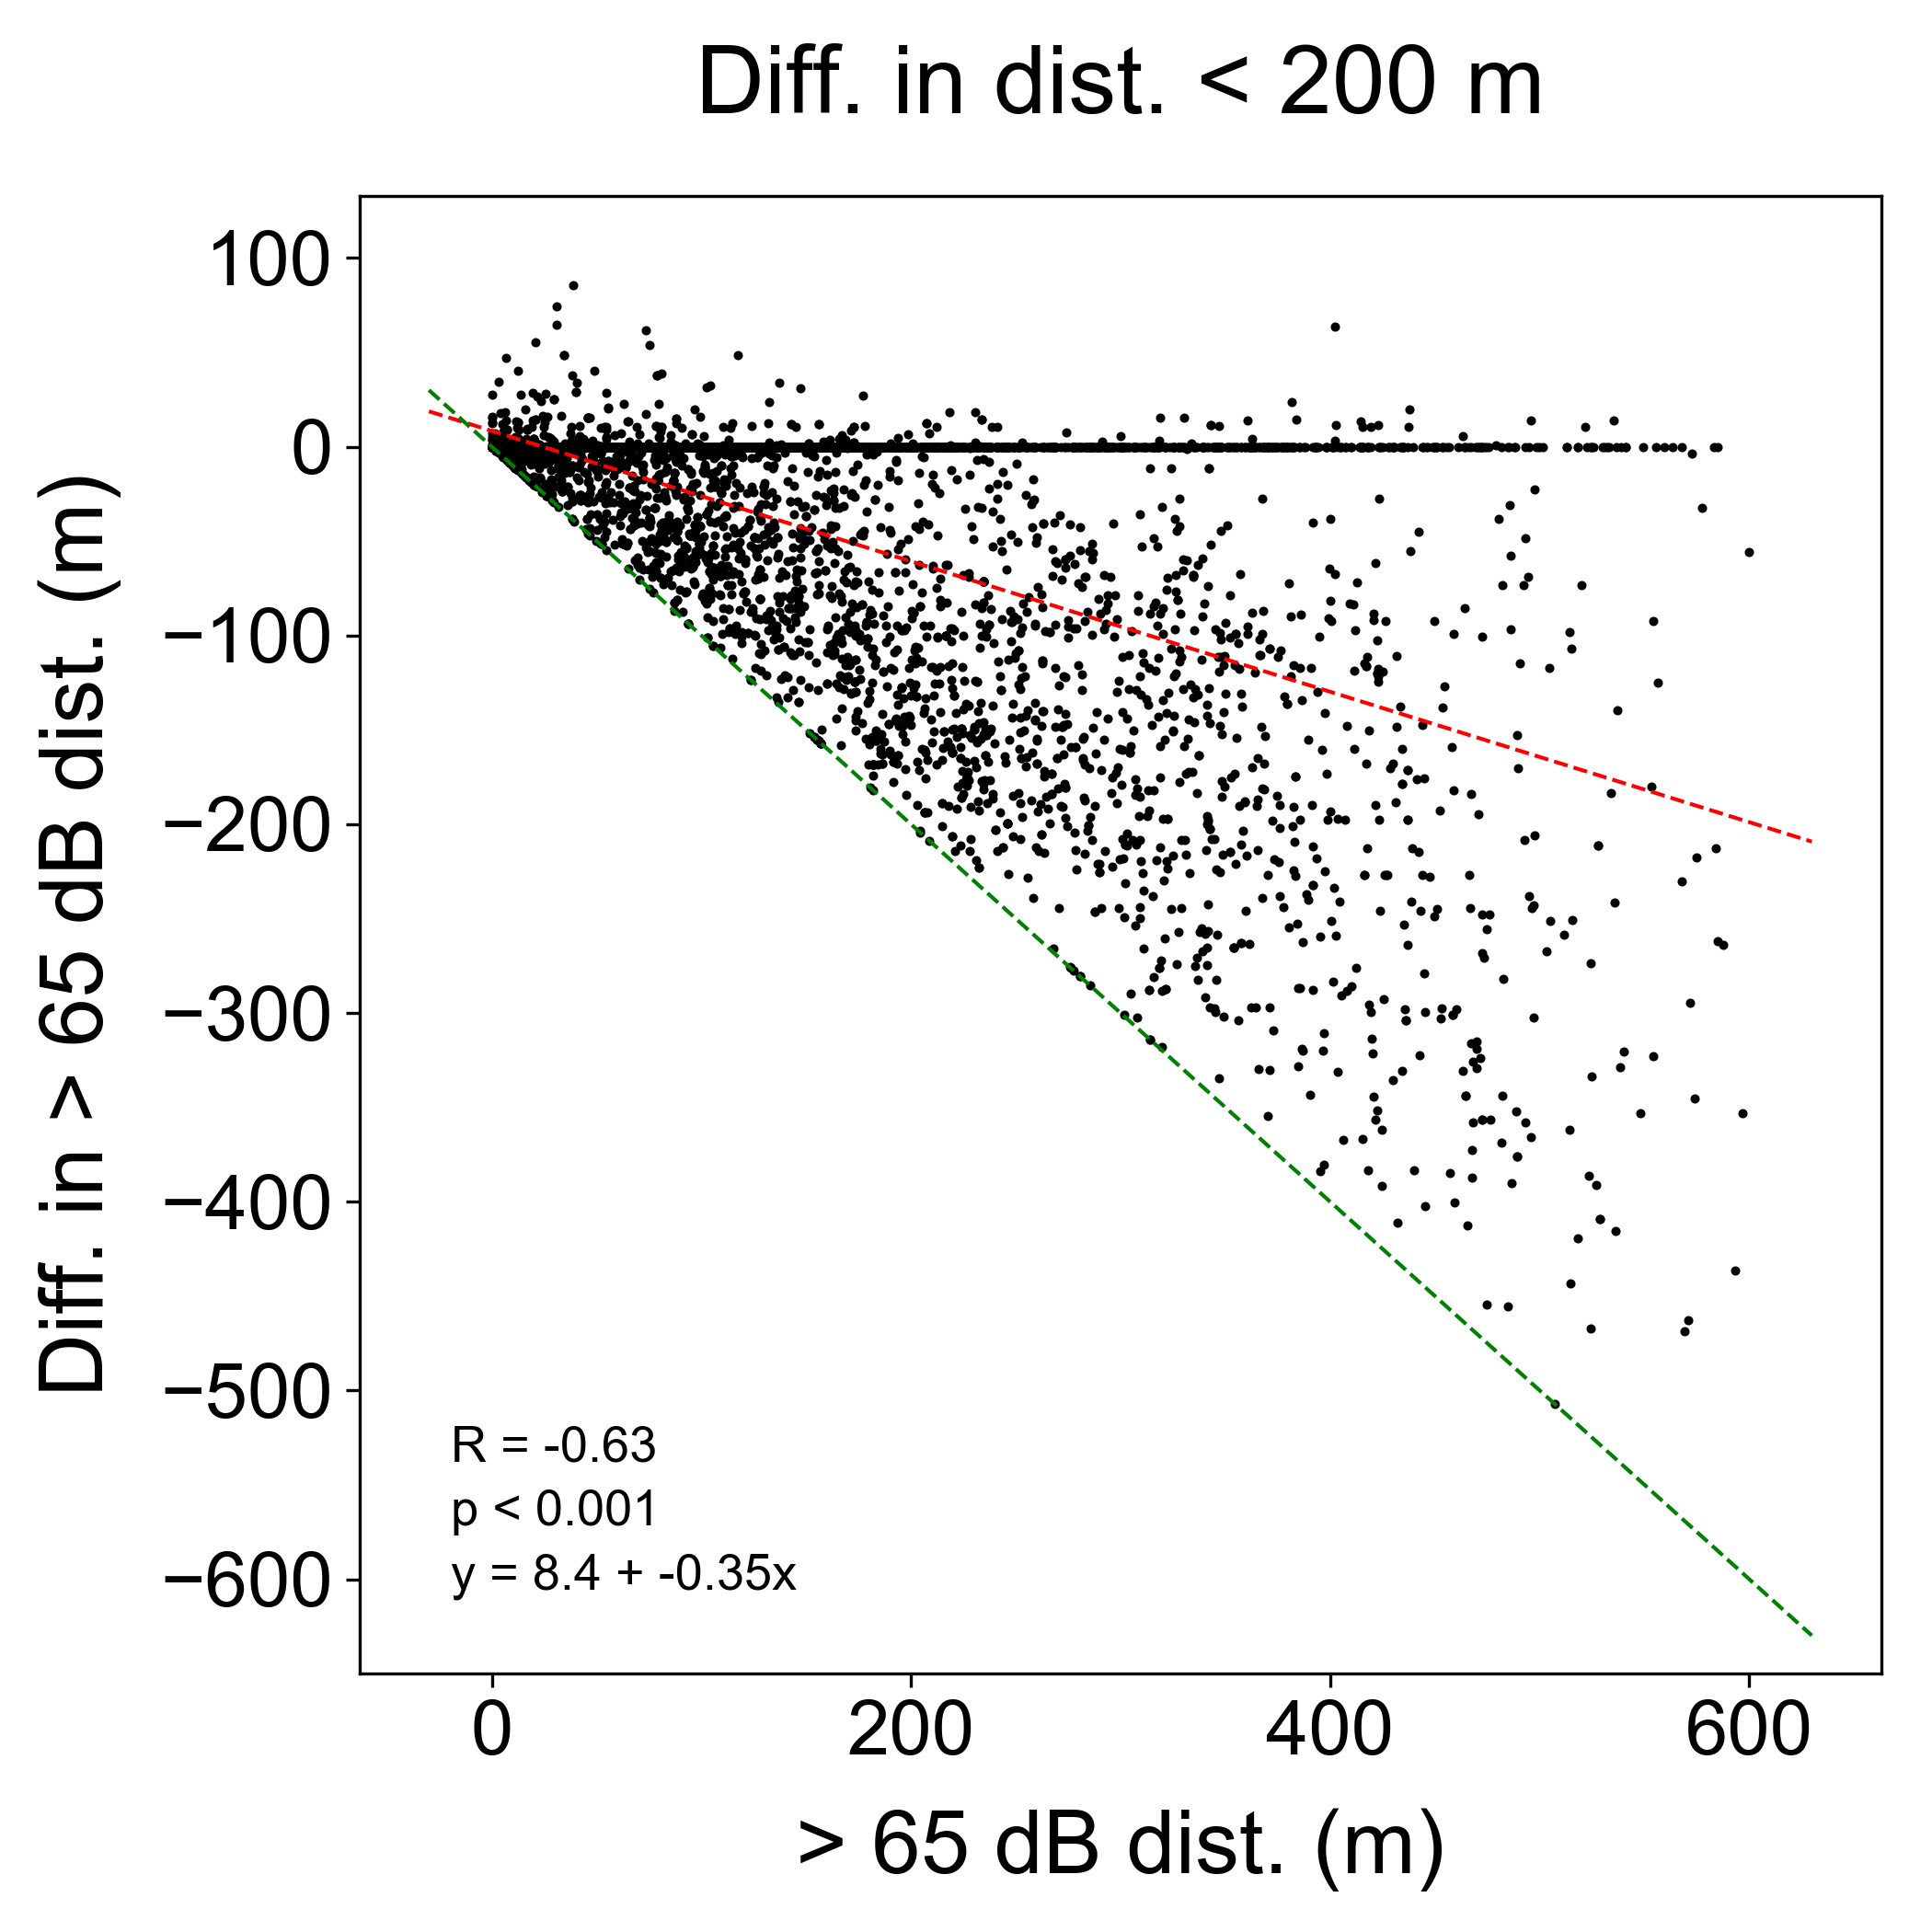 Diff. in dist. < 200 m
Diff. in > 65 dB dist. (m)
100
0
−100
−200
−300
−400
−500
−600
R = -0.63
p < 0.001
y = 8.4 + -0.35x
0
200
400
600
> 65 dB dist. (m)